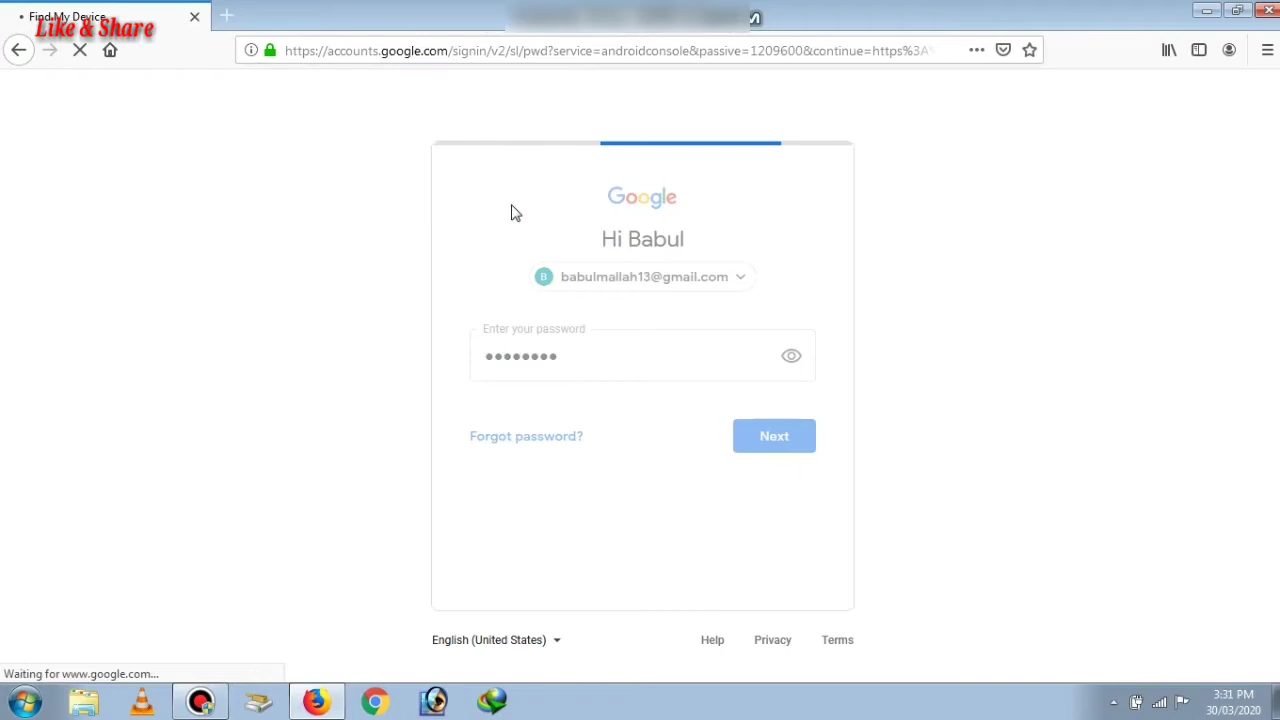 Find My Device
Like & Share
https://accounts.google.com/signin/v2/sl/pwd?service=androidconsole&passive=1209600&continue=https%3A%
Google
Hi Babul
B babulmallah13@gmail.com
Enter your password
Forgot password?
Next
English (United States)
Help Privacy Terms
Waiting for www.google.com...
3:31 PM
30/03/2020